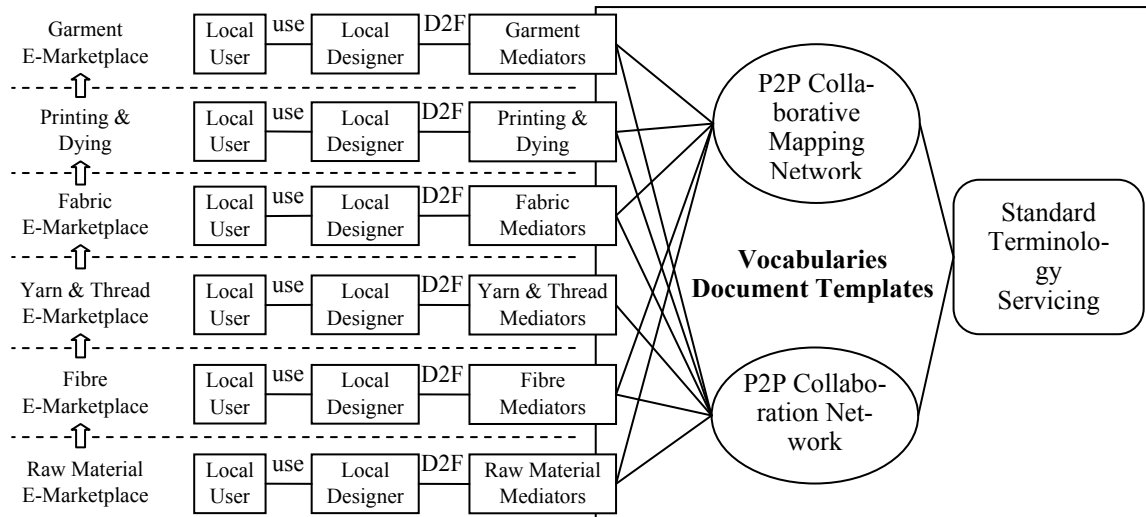 Garment
E-Marketplace
Local
User
use
Local
Designer
D2F
Garment
Mediators
Printing &
Dying
Local
User
use
Local
Designer
D2F
Printing &
Dying
Fabric
E-Marketplace
Local
User
use
Local
Designer
D2F
Fabric
Mediators
Yarn & Thread
E-Marketplace
Local
User
use
Local
Designer
D2F
Yarn & Thread
Mediators
Fibre
E-Marketplace
Local
User
use
Local
Designer
D2F
Fibre
Mediators
Raw Material
E-Marketplace
Local
User
use
Local
Designer
D2F
Raw Material
Mediators
P2P Colla-
borative
Mapping
Network
Vocabularies
Document Templates
P2P Collabo-
ration Net-
work
Standard
Terminolo-
gy
Servicing